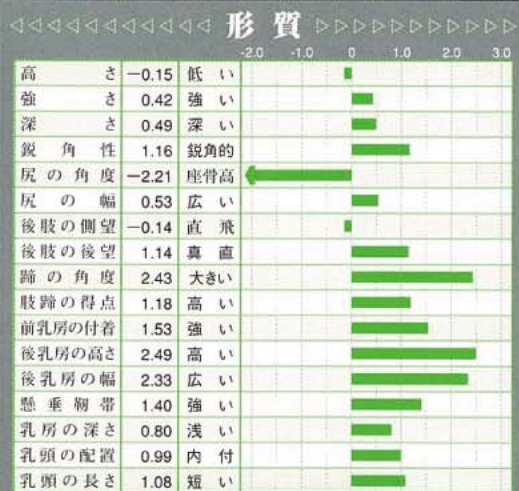 形質
-2.0 -1.0 0 1.0 2.0 3.0
高さ -0.15 低い
強さ 0.42 強い
深さ 0.49 深い
鋭角性 1.16 鋭角的
尻の角度 -2.21 座骨高
尻の幅 0.53 広い
後肢の側望 -0.14 直飛
後肢の後望 1.14 真直
蹄の角度 2.43 大きい
肢蹄の得点 1.18 高い
前乳房の付着 1.53 強い
後乳房の高さ 2.49 高い
後乳房の幅 2.33 広い
懸垂靭帯 1.40 強い
乳房の深さ 0.80 浅い
乳頭の配置 0.99 内付
乳頭の長さ 1.08 短い